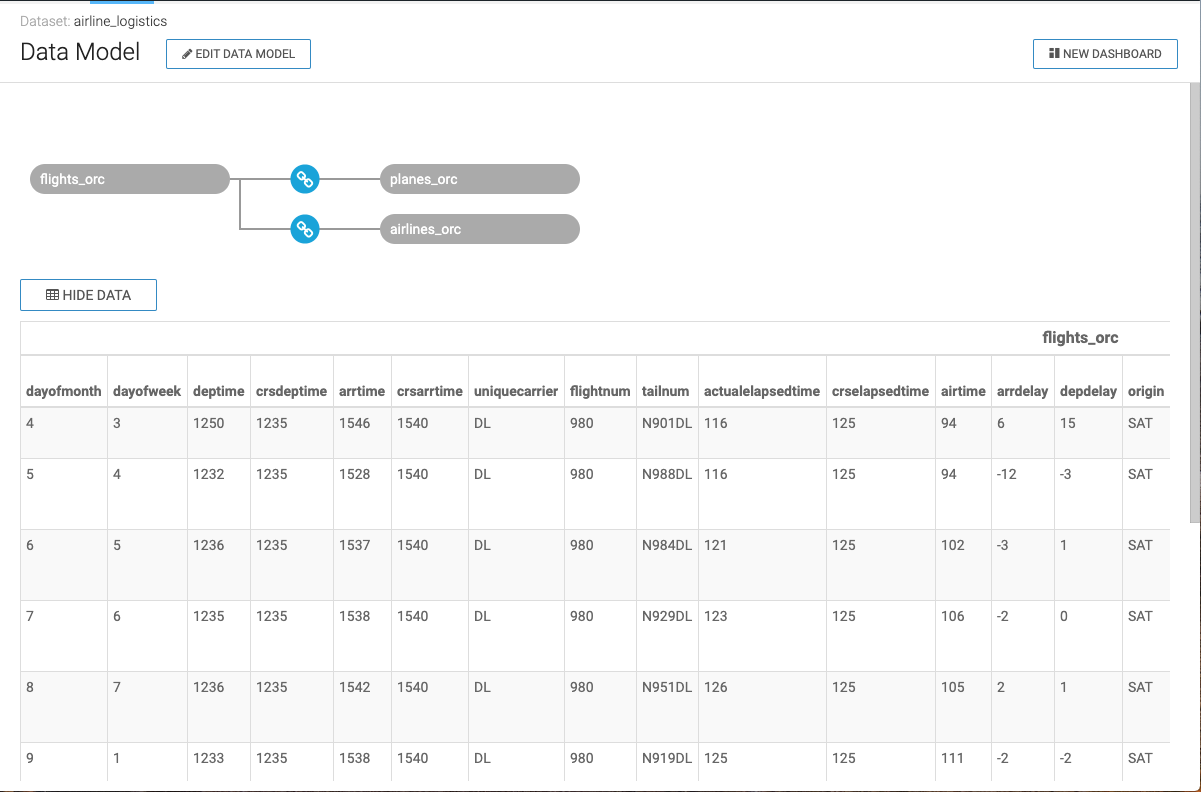 Dataset: airline_logistics
Data Model EDIT DATA MODEL NEW DASHBOARD
flights_orc planes_orc
airlines_orc
HIDE DATA
flights_orc
dayofmonth dayofweek deptime crsdeptime arrtime crsarrtime uniquecarrier flightnum tailnum actualelapsedtime crselapsedtime airtime arrdelay depdelay origin
4 3 1250 1235 1546 1540 DL 980 N901DL 116 125 94 6 15 SAT
5 4 1232 1235 1528 1540 DL 980 N988DL 116 125 94 -12 -3 SAT
6 5 1236 1235 1537 1540 DL 980 N984DL 121 125 102 -3 1 SAT
7 6 1235 1235 1538 1540 DL 980 N929DL 123 125 106 -2 0 SAT
8 7 1236 1235 1542 1540 DL 980 N951DL 126 125 105 2 1 SAT
9 1 1233 1235 1538 1540 DL 980 N919DL 125 125 111 -2 -2 SAT